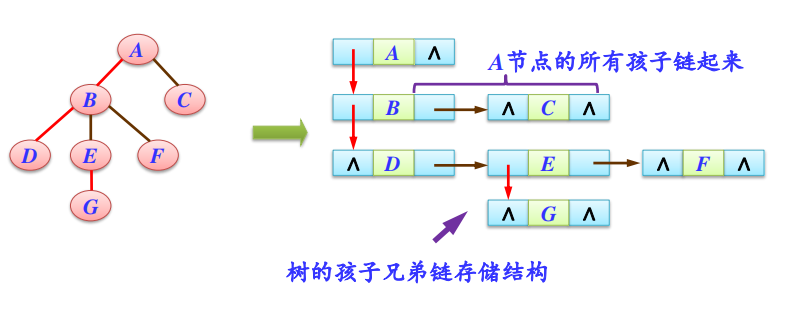 A
B
C
D
E
F
G
A ∧
A节点的所有孩子链起来
B
∧ C ∧
∧ D
E
∧ F ∧
∧ G ∧
树的孩子兄弟链存储结构